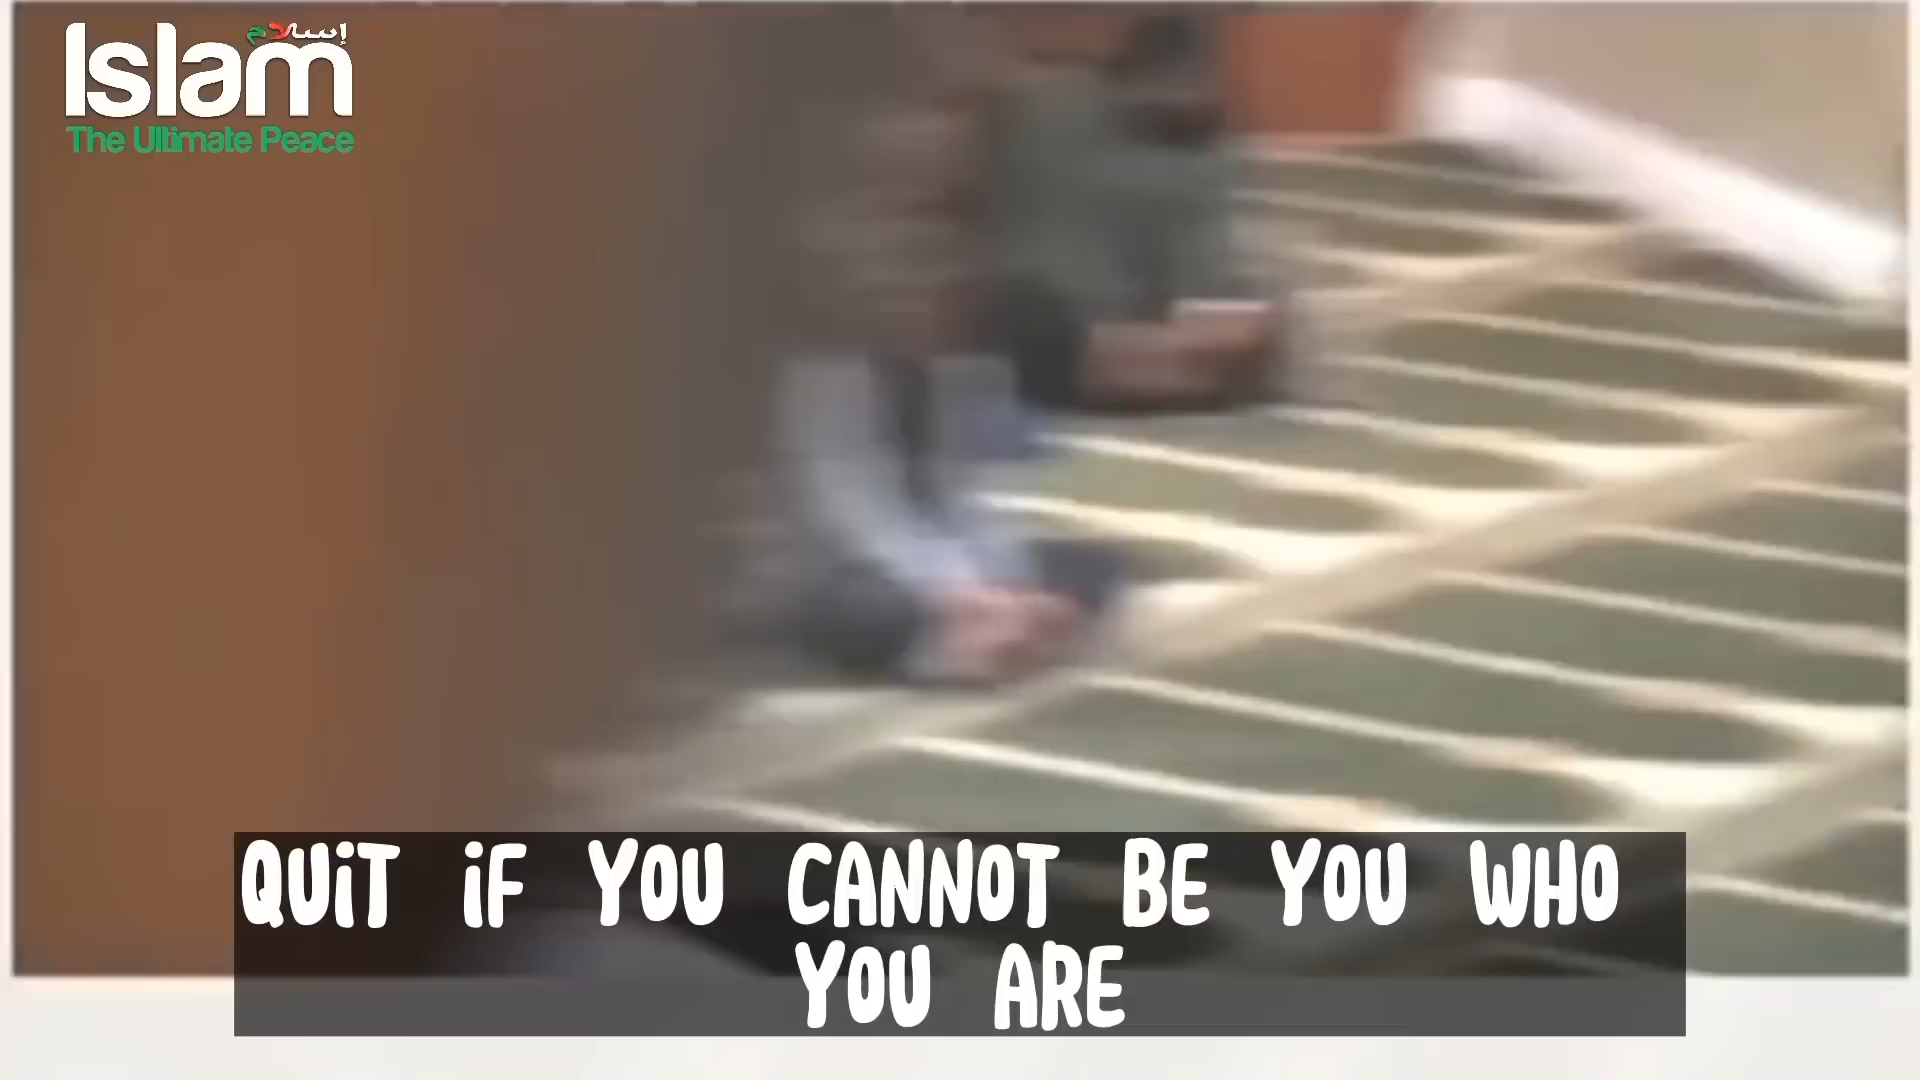 إسلام
Islam
The Ultimate Peace
QUiT iF YOU CANNOT BE YOU WHO
YOU ARE